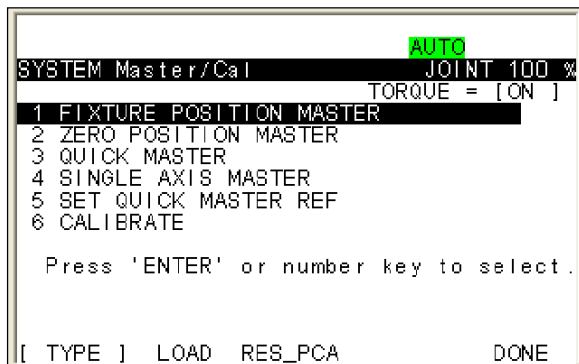 AUTO
SYSTEM Master/Cal JOINT 100 %
TORQUE = [ON ]
1 FIXTURE POSITION MASTER
2 ZERO POSITION MASTER
3 QUICK MASTER
4 SINGLE AXIS MASTER
5 SET QUICK MASTER REF
6 CALIBRATE
Press 'ENTER' or number key to select.
[ TYPE ] LOAD RES_PCA DONE